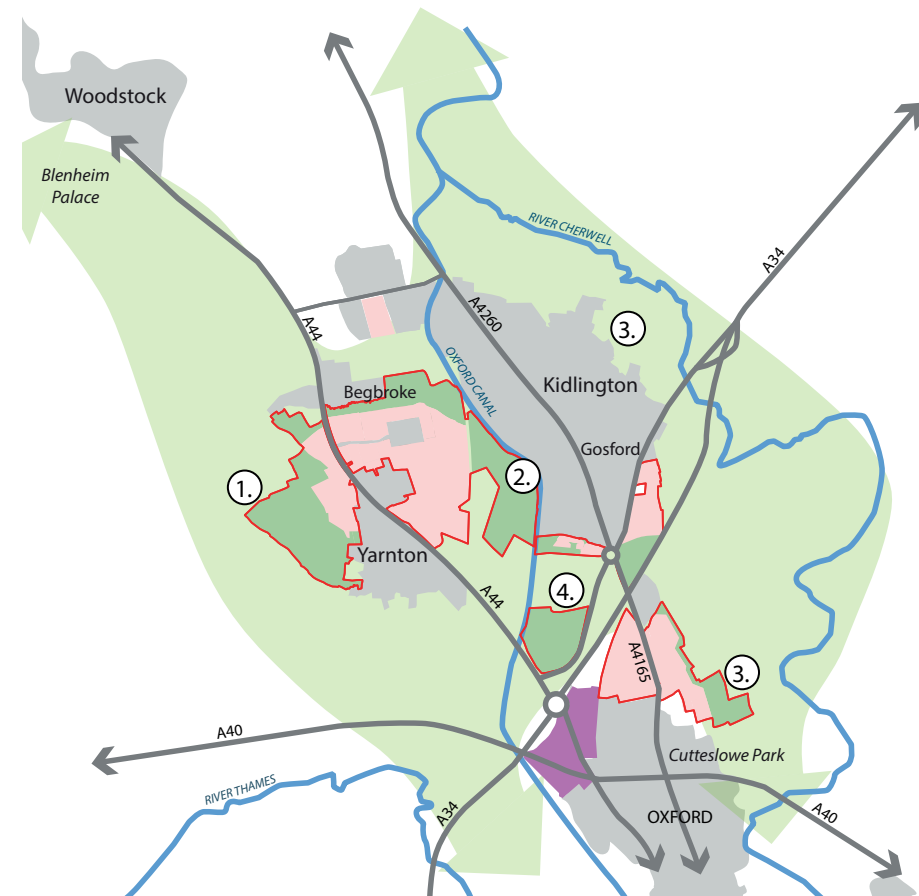 Woodstock
Blenheim
Palace
RIVER CHERWELL
A34
A4260
3.
A44
OXFORD CANAL
Kidlington
Begbroke
Gosford
1.
2.
Yarnton
A44
4.
A4165
3.
A40
Cutteslowe Park
RIVER THAMES
A34
OXFORD
A40